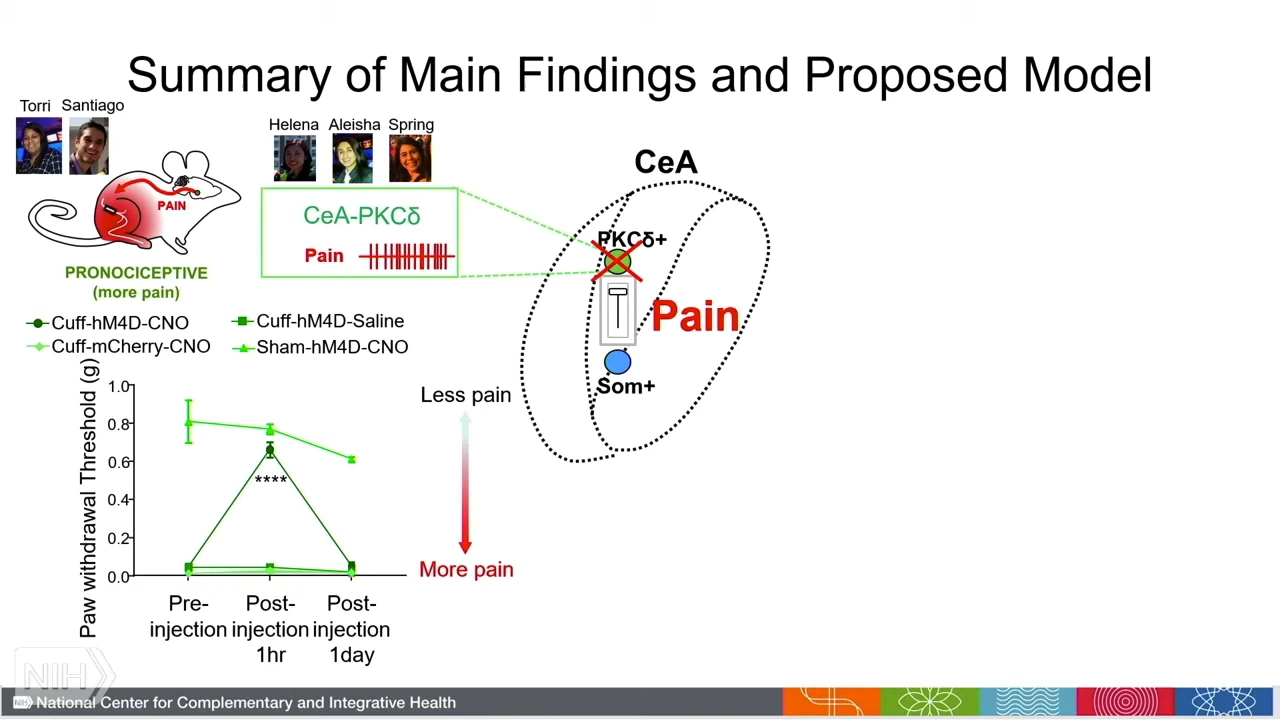 Summary of Main Findings and Proposed Model
Torri Santiago
Helena Aleisha Spring
PAIN
PRONOCICEPTIVE
(more pain)
CeA-PKCδ
Pain
CeA
PKCδ+
Pain
Som+
Cuff-hM4D-CNO
Cuff-hM4D-Saline
Cuff-mCherry-CNO
Sham-hM4D-CNO
Paw withdrawal Threshold (g)
1.0
0.8
0.6
0.4
0.2
0.0
****
Less pain
More pain
Pre-
injection
Post-
injection
1hr
Post-
injection
1day
NIH
NIH National Center for Complementary and Integrative Health